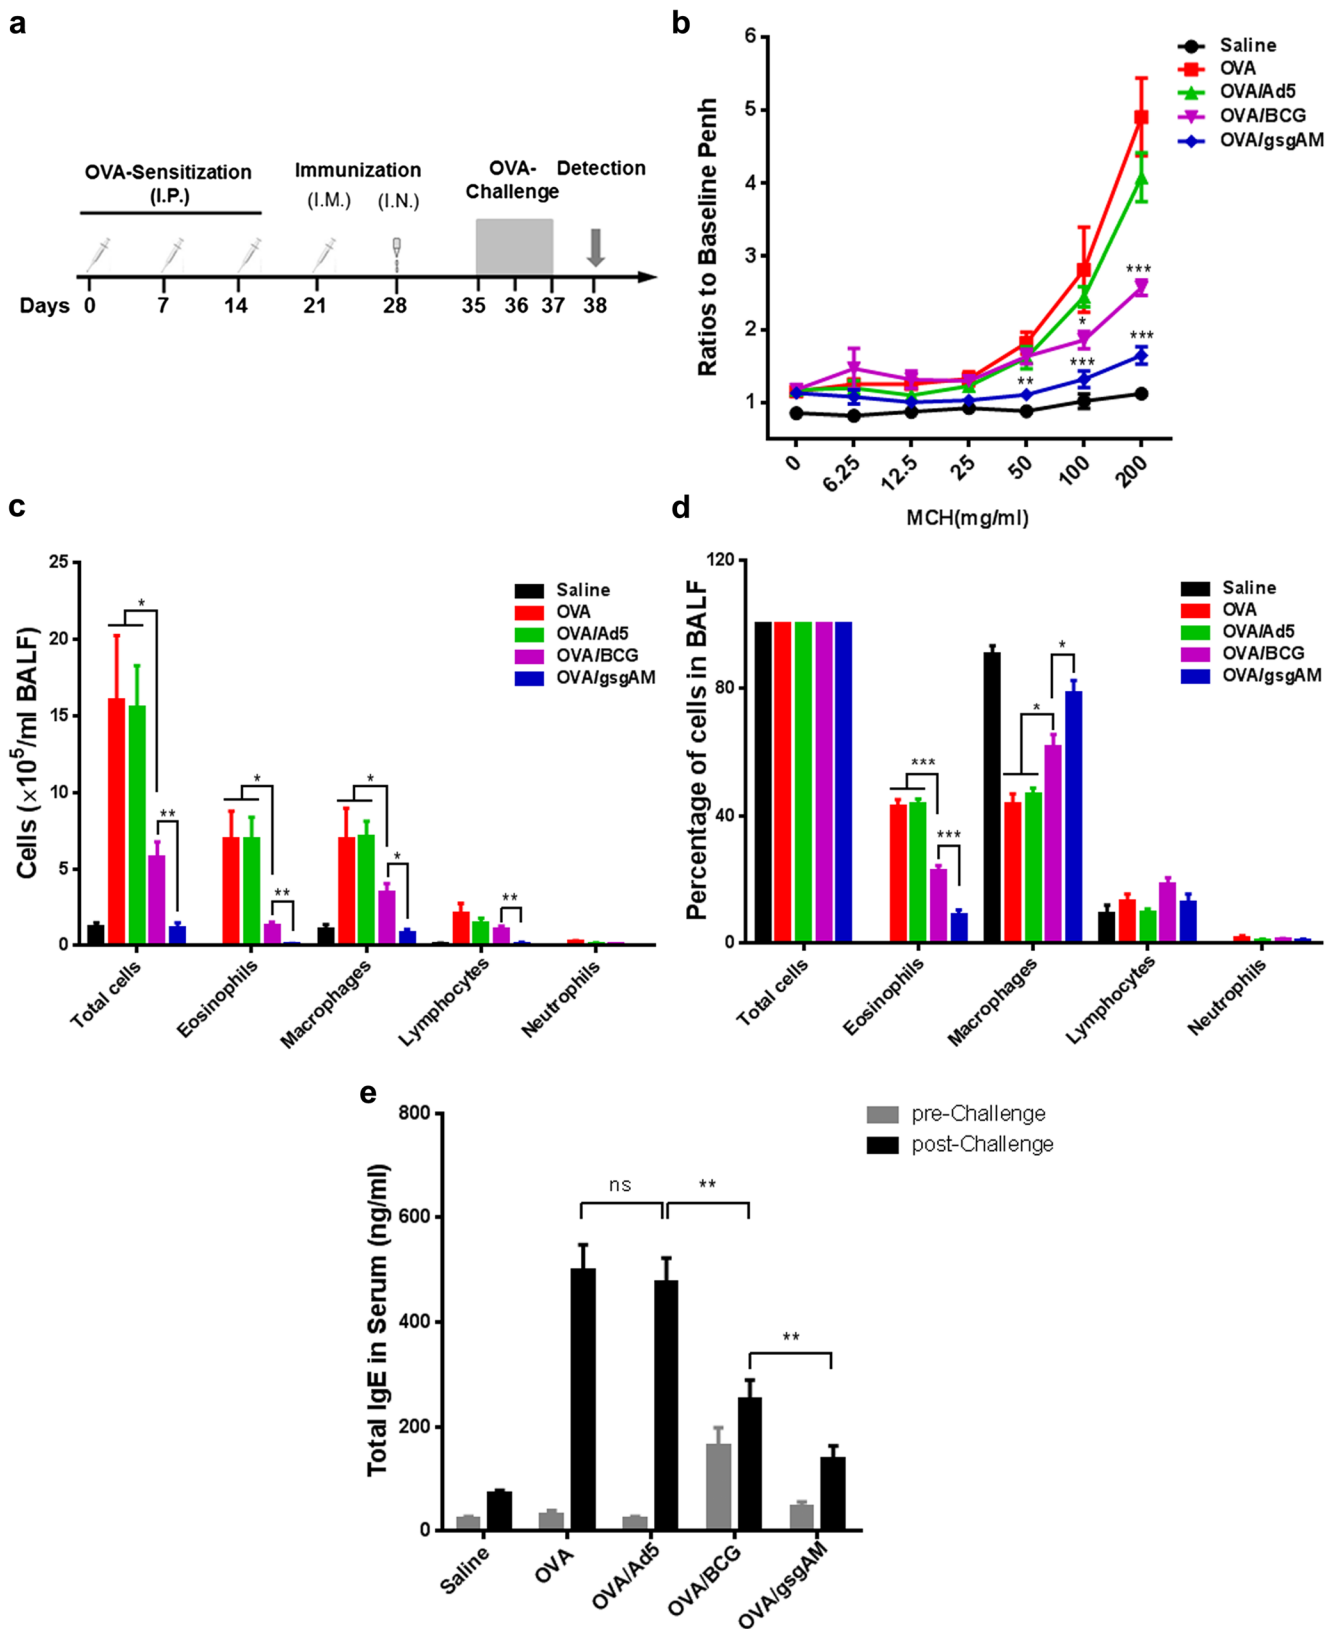 a
OVA-Sensitization
(I.P.)
Immunization
(I.M.) (I.N.)
OVA-
Challenge
Detection
Days 0 7 14 21 28 35 36 37 38
b
6
5
4
3
2
1
Ratios to Baseline Penh
Saline
OVA
OVA/Ad5
OVA/BCG
OVA/gsgAM
***
*
***
***
**
0 6.25 12.5 25 50 100 200
MCH(mg/ml)
c
25
20
15
10
5
0
Cells (×10⁵/ml BALF)
Saline
OVA
OVA/Ad5
OVA/BCG
OVA/gsgAM
*
**
*
**
*
*
**
Total cells
Eosinophils
Macrophages
Lymphocytes
Neutrophils
d
120
80
40
0
Percentage of cells in BALF
Saline
OVA
OVA/Ad5
OVA/BCG
OVA/gsgAM
***
***
*
*
Total cells
Eosinophils
Macrophages
Lymphocytes
Neutrophils
e
800
600
400
200
0
Total IgE in Serum (ng/ml)
pre-Challenge
post-Challenge
ns
**
**
Saline
OVA
OVA/Ad5
OVA/BCG
OVA/gsgAM